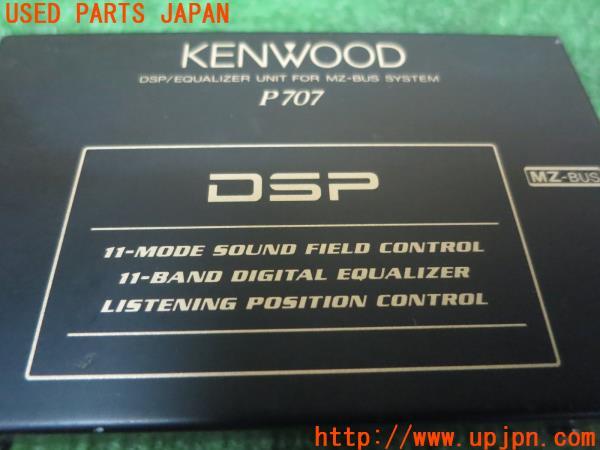 USED PARTS JAPAN
KENWOOD
DSP/EQUALIZER UNIT FOR MZ-BUS SYSTEM
P707
DSP
MZ-BUS
11-MODE SOUND FIELD CONTROL
11-BAND DIGITAL EQUALIZER
LISTENING POSITION CONTROL
http://www.upjpn.com/